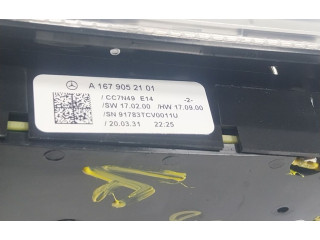 A 167 905 21 01
/ CC7N49 E14 -2-
/SW 17.02.00 /HW 17.09.00
/SN 91783TCV0011U
/ 20.03.31 22:25